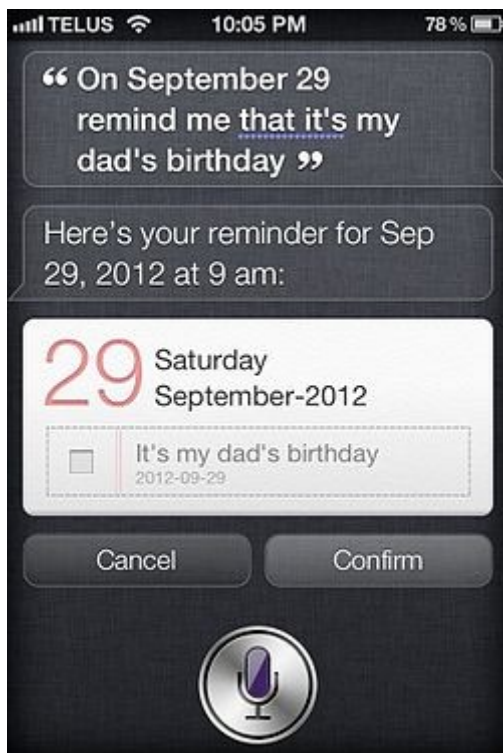 TELUS 10:05 PM 78%
“ On September 29
remind me that it's my
dad's birthday ”
Here's your reminder for Sep
29, 2012 at 9 am:
29 Saturday
September-2012
It's my dad's birthday
2012-09-29
Cancel Confirm